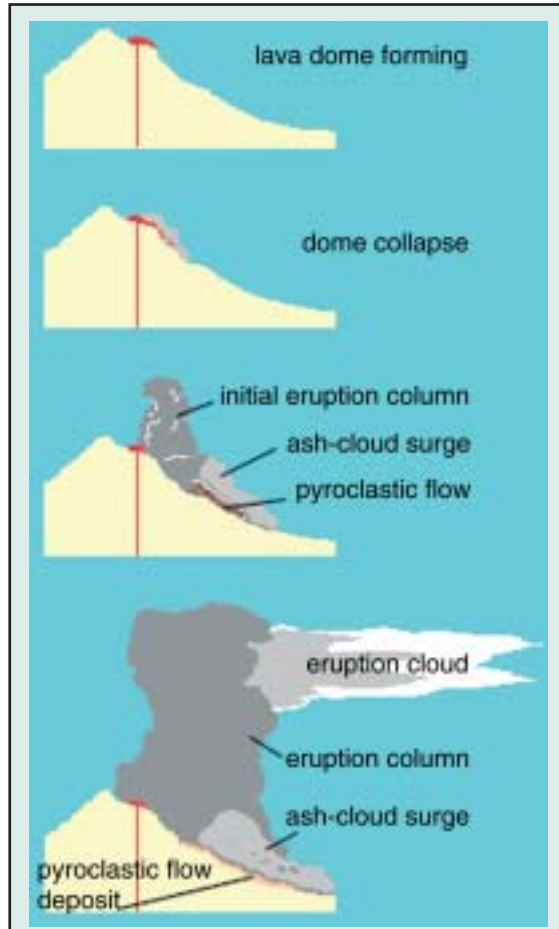 lava dome forming
dome collapse
initial eruption column
ash-cloud surge
pyroclastic flow
eruption cloud
eruption column
ash-cloud surge
pyroclastic flow
deposit